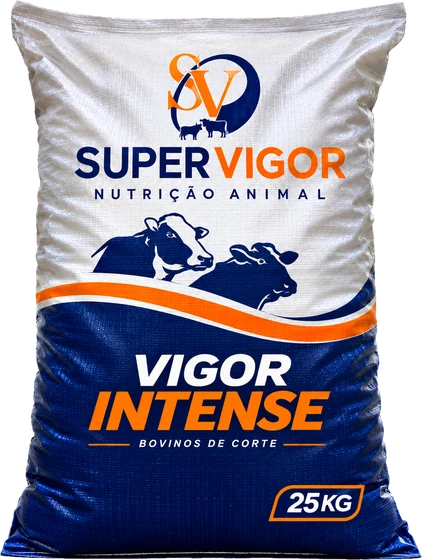 SV
SUPER VIGOR
NUTRIÇÃO ANIMAL
VIGOR
INTENSE
BOVINOS DE CORTE
25KG